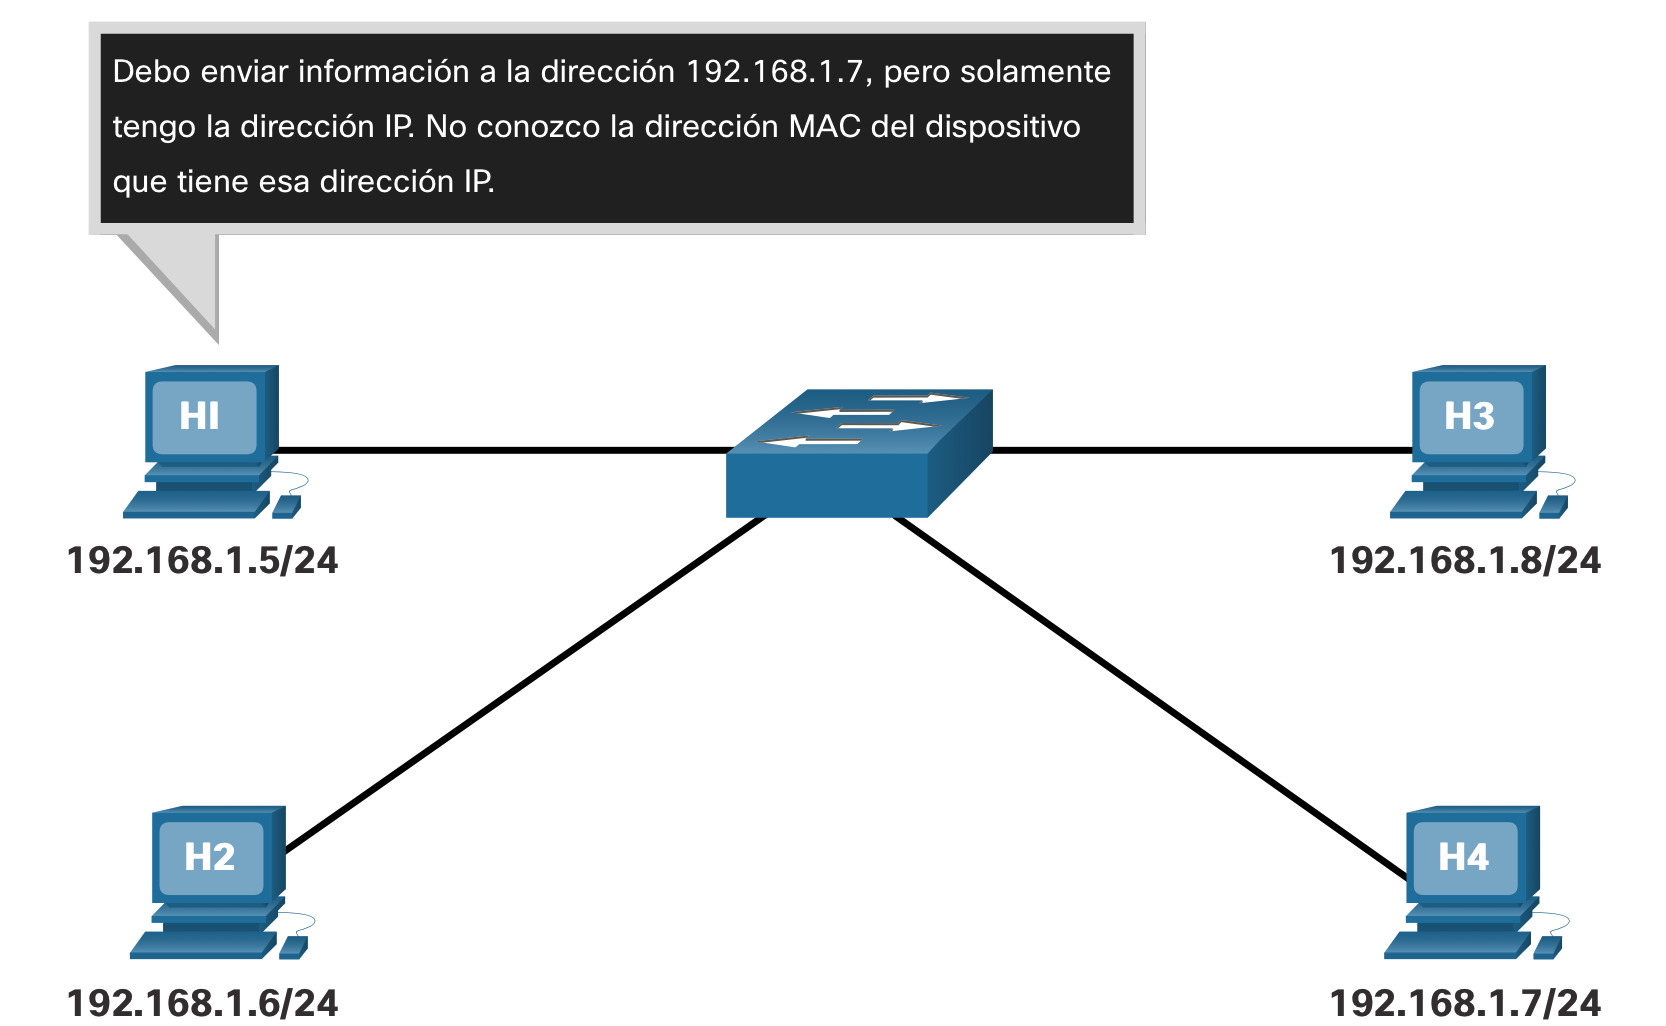 Debo enviar información a la dirección 192.168.1.7, pero solamente
tengo la dirección IP. No conozco la dirección MAC del dispositivo
que tiene esa dirección IP.
HI
H3
192.168.1.5/24
192.168.1.8/24
H2
H4
192.168.1.6/24
192.168.1.7/24